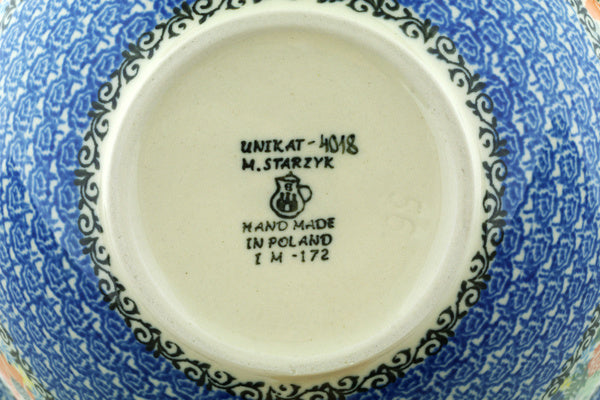 UNIKAT-4018
M.STARZYK
HAND MADE
IN POLAND
I M -172